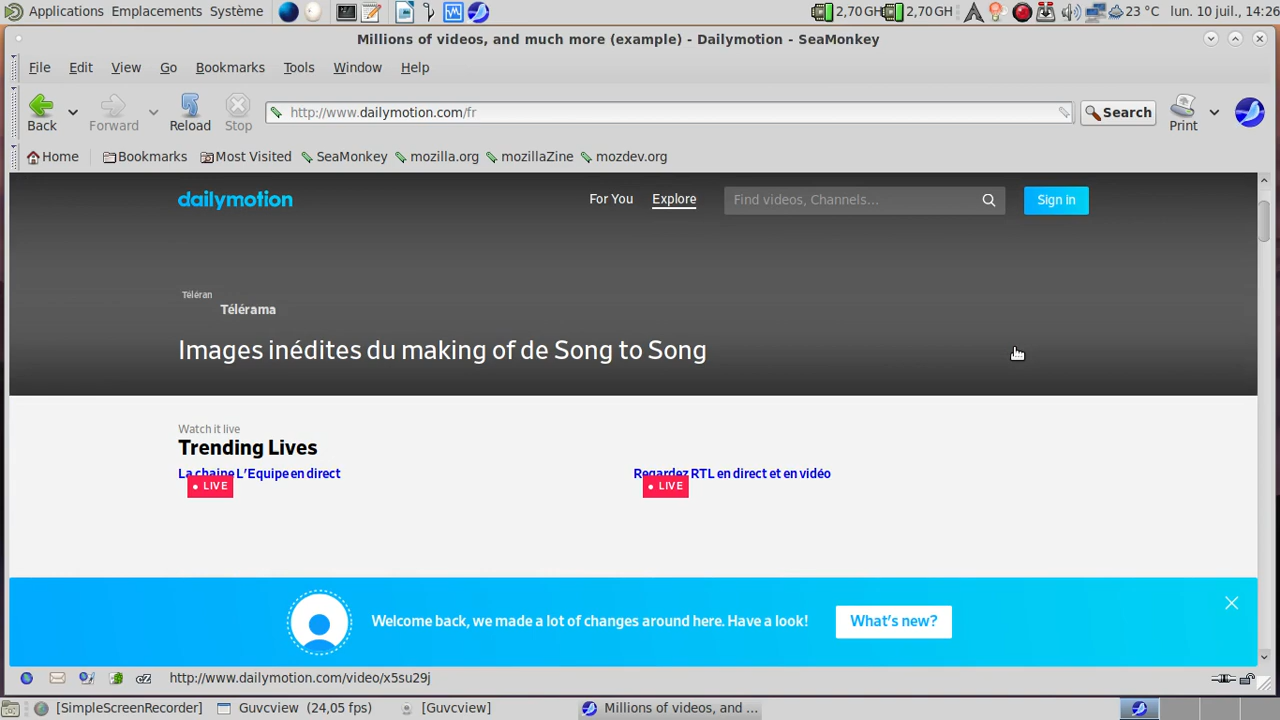 Applications Emplacements Système 2,70 GH 2,70 GH 23 °C lun. 10 juil., 14:26
Millions of videos, and much more (example) - Dailymotion - SeaMonkey
File Edit View Go Bookmarks Tools Window Help
Back Forward Reload Stop http://www.dailymotion.com/fr Search Print
Home Bookmarks Most Visited SeaMonkey mozilla.org mozillaZine mozdev.org
dailymotion For You Explore Find videos, Channels... Sign in
Téléran
Télérama
Images inédites du making of de Song to Song
Watch it live
Trending Lives
La chaine L'Equipe en direct Regardez RTL en direct et en vidéo
LIVE LIVE
Welcome back, we made a lot of changes around here. Have a look! What's new?
http://www.dailymotion.com/video/x5su29j
[SimpleScreenRecorder] Guvcview (24,05 fps) [Guvcview] Millions of videos, and ...